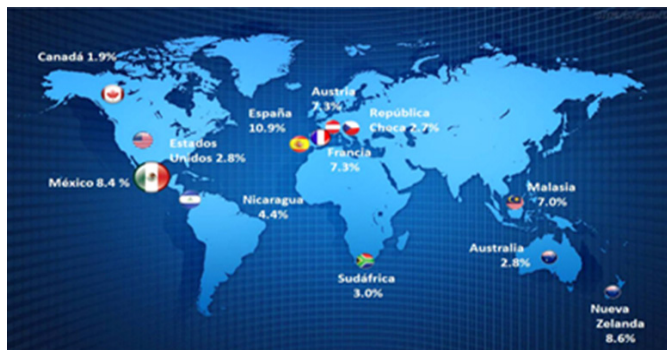 Canadá 1.9%
Austria
7.3%
España
10.9%
República
Choca 2.7%
Estados
Unidos 2.8%
Francia
7.3%
México 8.4 %
Nicaragua
4.4%
Malasia
7.0%
Australia
2.8%
Sudáfrica
3.0%
Nueva
Zelanda
8.6%